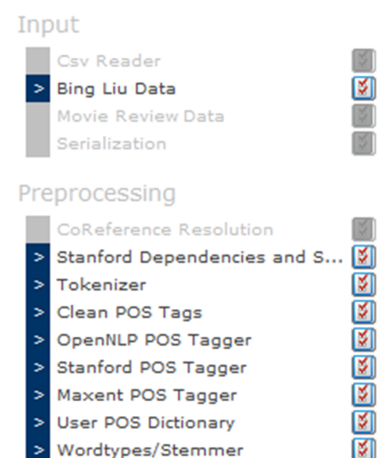 Input
Csv Reader
> Bing Liu Data
Movie Review Data
Serialization
Preprocessing
CoReference Resolution
> Stanford Dependencies and S...
> Tokenizer
> Clean POS Tags
> OpenNLP POS Tagger
> Stanford POS Tagger
> Maxent POS Tagger
> User POS Dictionary
> Wordtypes/Stemmer